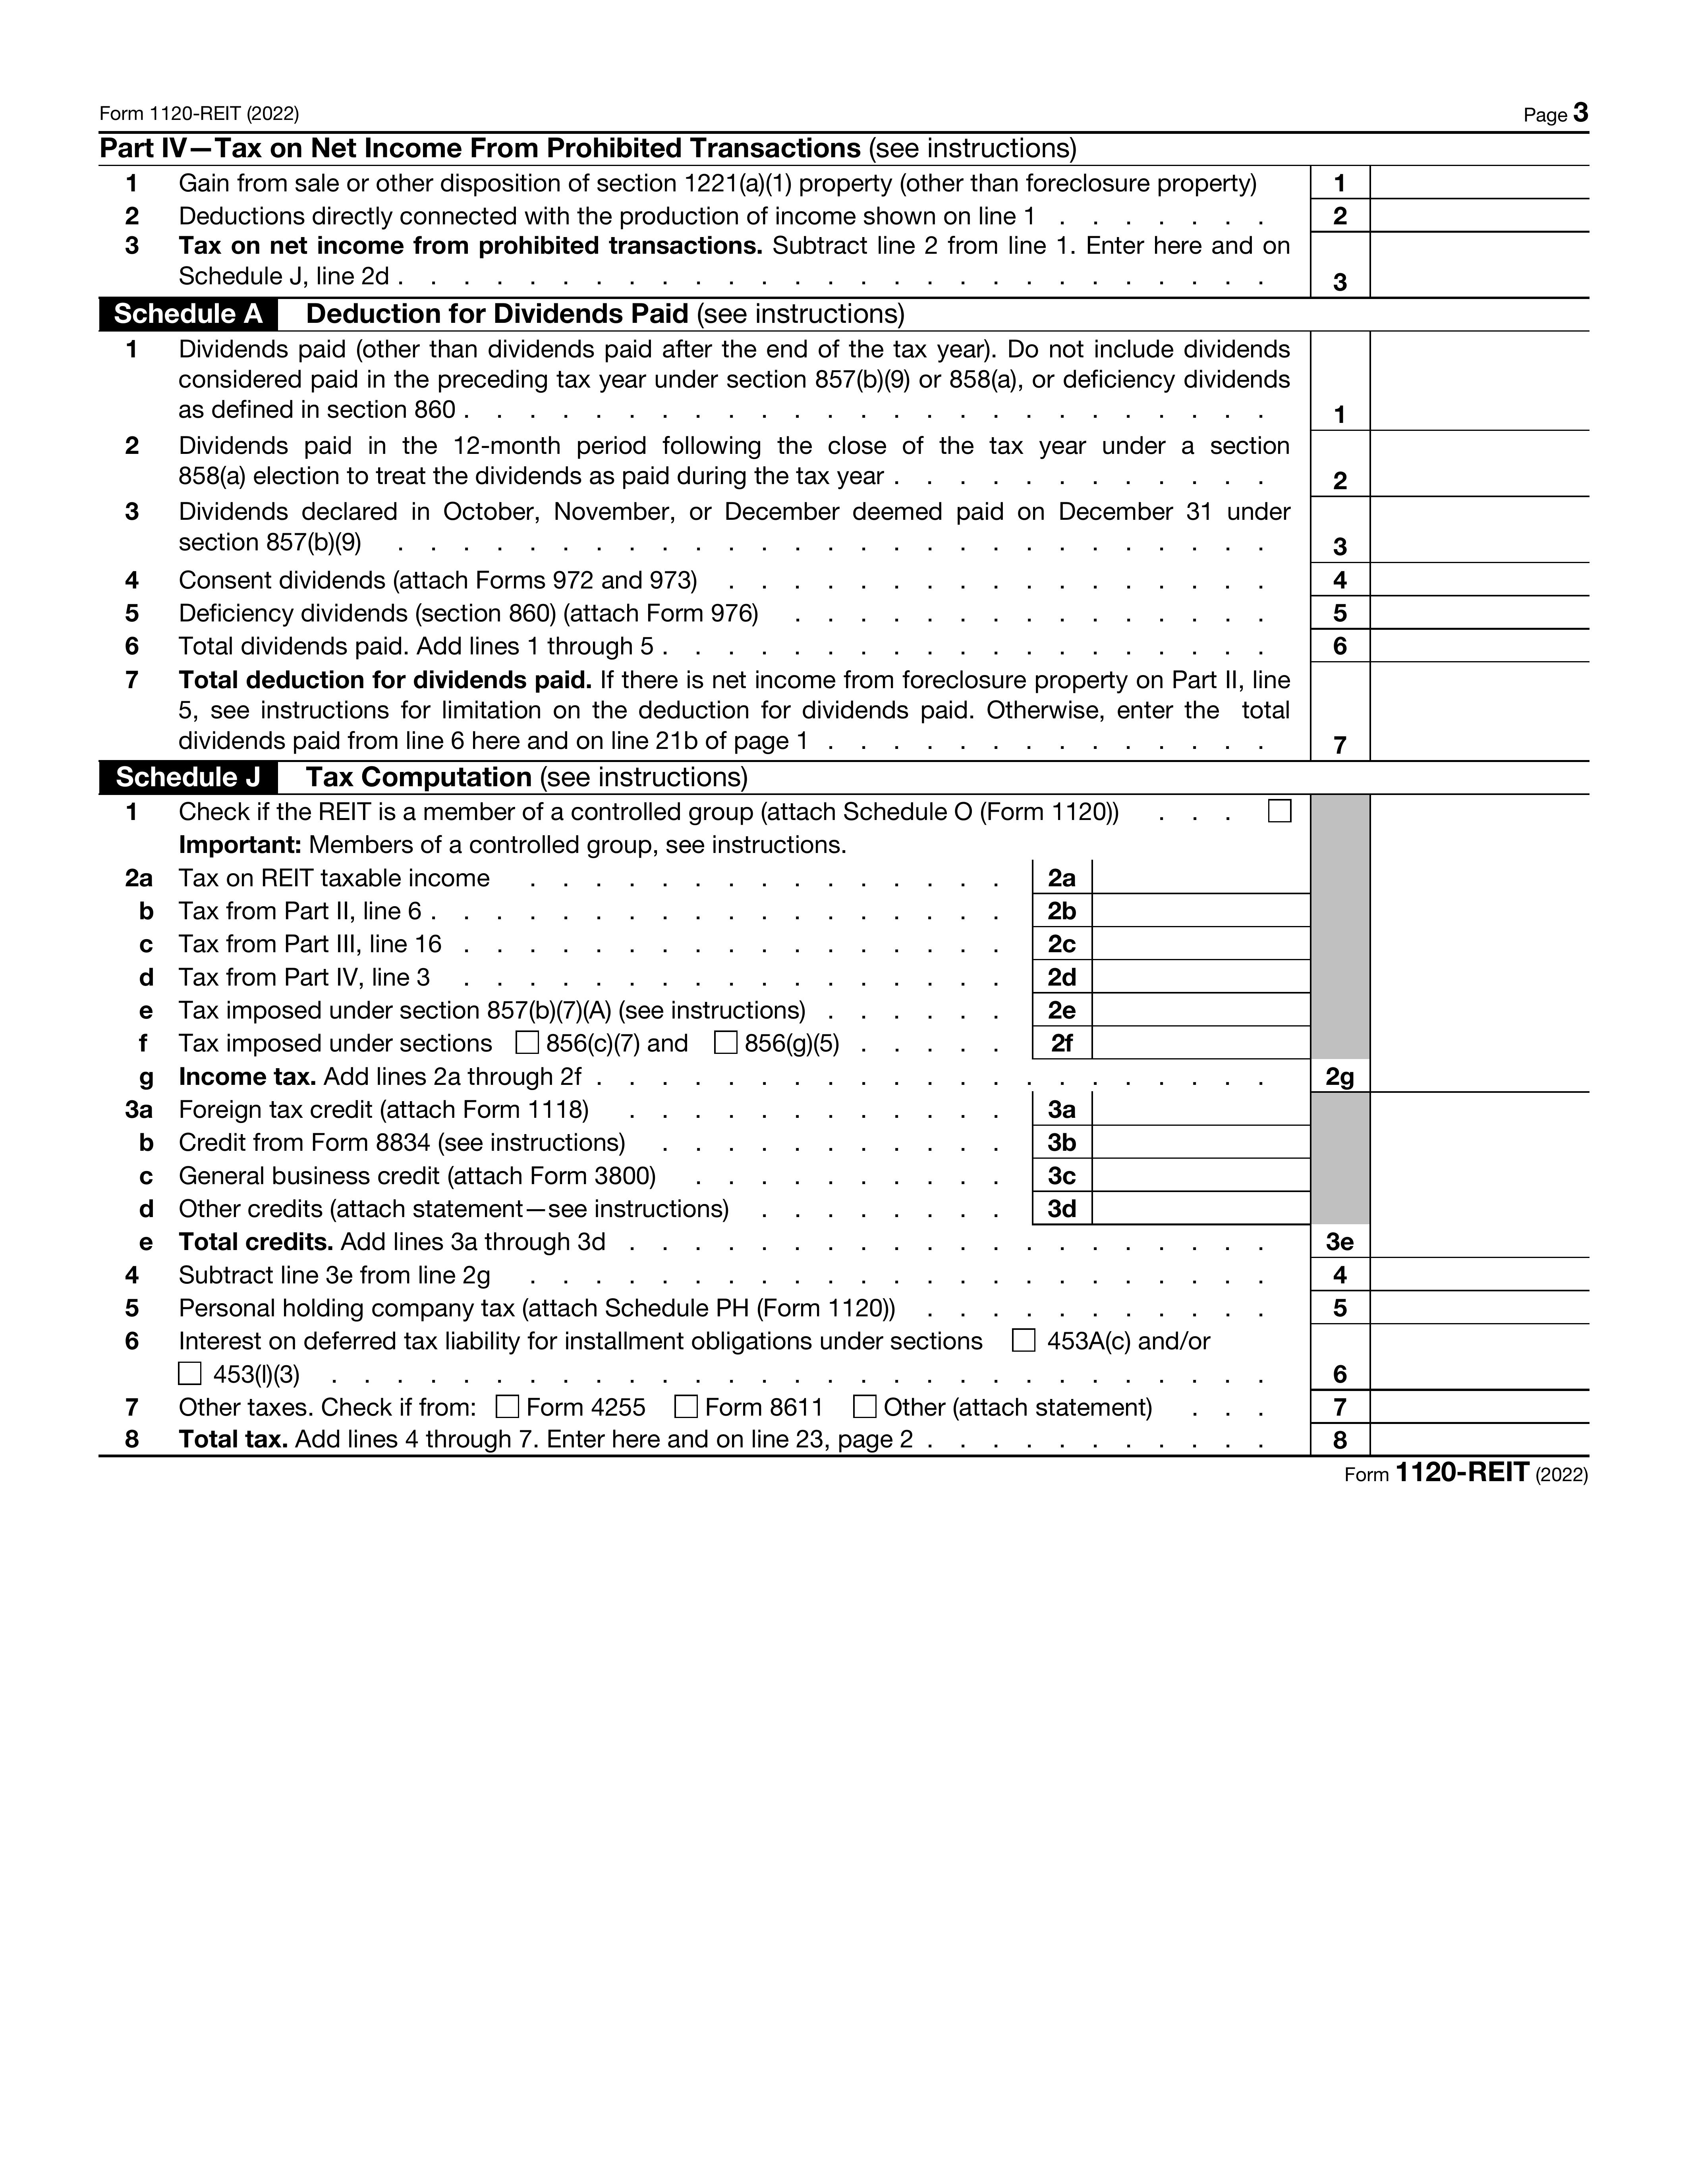 Form 1120-REIT (2022) Page 3
Part IV—Tax on Net Income From Prohibited Transactions (see instructions)
1 Gain from sale or other disposition of section 1221(a)(1) property (other than foreclosure property) 1
2 Deductions directly connected with the production of income shown on line 1 . . . . . . . 2
3 Tax on net income from prohibited transactions. Subtract line 2 from line 1. Enter here and on
Schedule J, line 2d . . . . . . . . . . . . . . . . . . . . . . . . . . . 3
Schedule A Deduction for Dividends Paid (see instructions)
1 Dividends paid (other than dividends paid after the end of the tax year). Do not include dividends
considered paid in the preceding tax year under section 857(b)(9) or 858(a), or deficiency dividends
as defined in section 860 . . . . . . . . . . . . . . . . . . . . . . . . . 1
2 Dividends paid in the 12-month period following the close of the tax year under a section
858(a) election to treat the dividends as paid during the tax year . . . . . . . . . . . . 2
3 Dividends declared in October, November, or December deemed paid on December 31 under
section 857(b)(9) . . . . . . . . . . . . . . . . . . . . . . . . . . . 3
4 Consent dividends (attach Forms 972 and 973) . . . . . . . . . . . . . . . . . 4
5 Deficiency dividends (section 860) (attach Form 976) . . . . . . . . . . . . . . . 5
6 Total dividends paid. Add lines 1 through 5 . . . . . . . . . . . . . . . . . . . 6
7 Total deduction for dividends paid. If there is net income from foreclosure property on Part II, line
5, see instructions for limitation on the deduction for dividends paid. Otherwise, enter the total
dividends paid from line 6 here and on line 21b of page 1 . . . . . . . . . . . . . . 7
Schedule J Tax Computation (see instructions)
1 Check if the REIT is a member of a controlled group (attach Schedule O (Form 1120)) . . . ☐
Important: Members of a controlled group, see instructions.
2a Tax on REIT taxable income . . . . . . . . . . . . . . . 2a
b Tax from Part II, line 6 . . . . . . . . . . . . . . . . . . 2b
c Tax from Part III, line 16 . . . . . . . . . . . . . . . . . 2c
d Tax from Part IV, line 3 . . . . . . . . . . . . . . . . . 2d
e Tax imposed under section 857(b)(7)(A) (see instructions) . . . . . . 2e
f Tax imposed under sections ☐ 856(c)(7) and ☐ 856(g)(5) . . . . . 2f
g Income tax. Add lines 2a through 2f . . . . . . . . . . . . . . . . . . . . . 2g
3a Foreign tax credit (attach Form 1118) . . . . . . . . . . . . 3a
b Credit from Form 8834 (see instructions) . . . . . . . . . . . 3b
c General business credit (attach Form 3800) . . . . . . . . . . 3c
d Other credits (attach statement—see instructions) . . . . . . . . 3d
e Total credits. Add lines 3a through 3d . . . . . . . . . . . . . . . . . . . . 3e
4 Subtract line 3e from line 2g . . . . . . . . . . . . . . . . . . . . . . . 4
5 Personal holding company tax (attach Schedule PH (Form 1120)) . . . . . . . . . . . 5
6 Interest on deferred tax liability for installment obligations under sections ☐ 453A(c) and/or
☐ 453(l)(3) . . . . . . . . . . . . . . . . . . . . . . . . . . . . . 6
7 Other taxes. Check if from: ☐ Form 4255 ☐ Form 8611 ☐ Other (attach statement) . . . 7
8 Total tax. Add lines 4 through 7. Enter here and on line 23, page 2 . . . . . . . . . . . 8
Form 1120-REIT (2022)